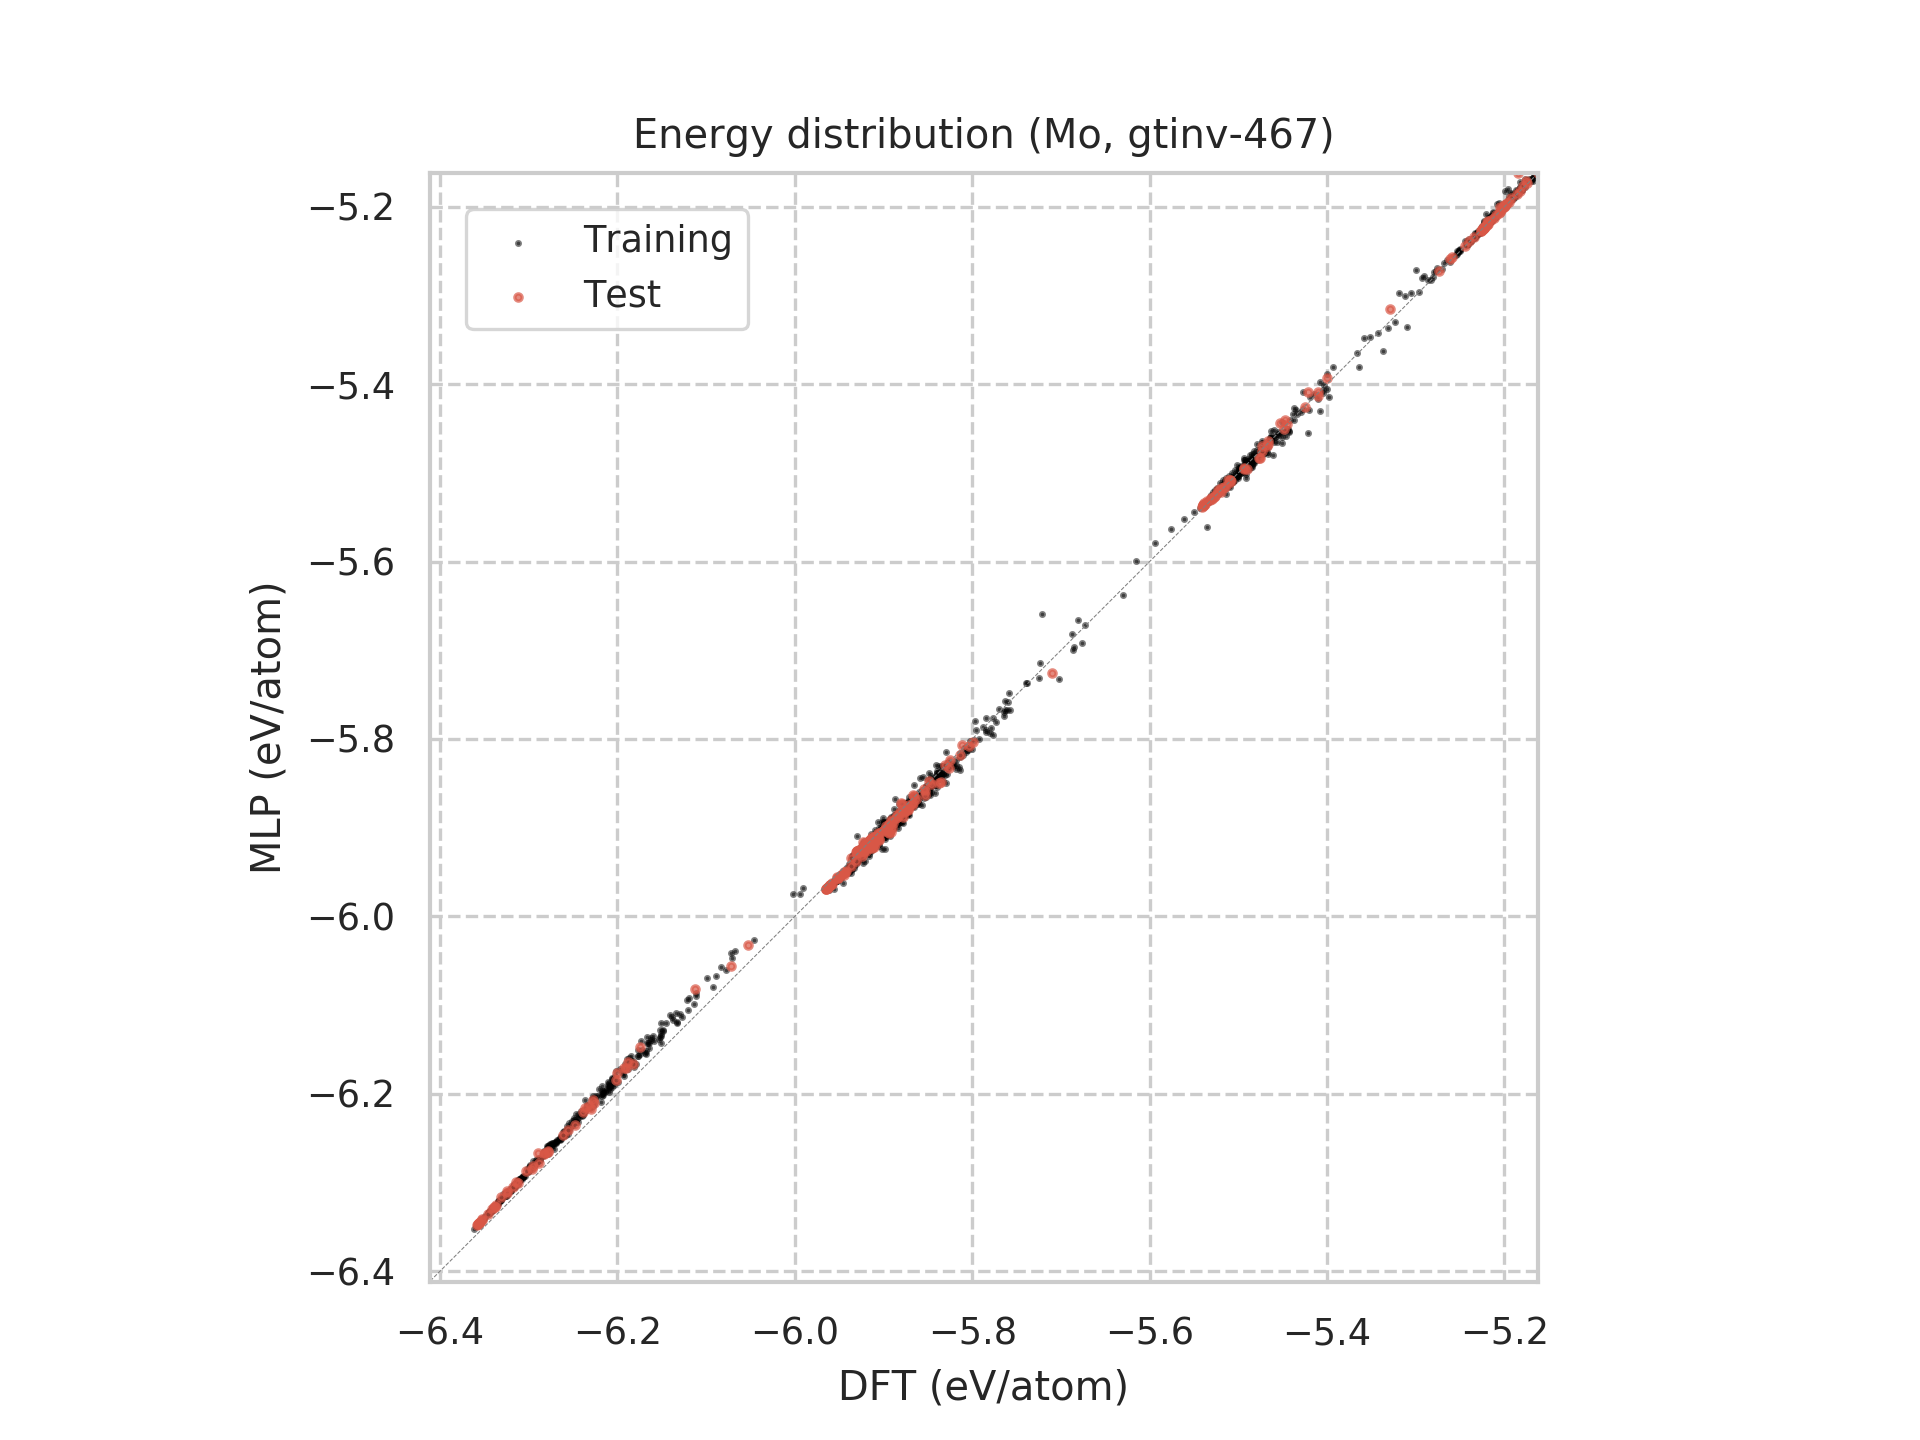 Energy distribution (Mo, gtinv-467)
Training
Test
MLP (eV/atom)
−5.2
−5.4
−5.6
−5.8
−6.0
−6.2
−6.4
−6.4 −6.2 −6.0 −5.8 −5.6 −5.4 −5.2
DFT (eV/atom)